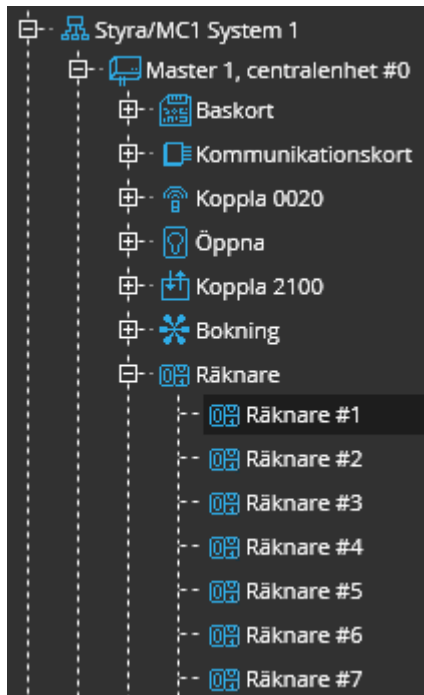 Styra/MC1 System 1
Master 1, centralenhet #0
Baskort
Kommunikationskort
Koppla 0020
Öppna
Koppla 2100
Bokning
Räknare
Räknare #1
Räknare #2
Räknare #3
Räknare #4
Räknare #5
Räknare #6
Räknare #7